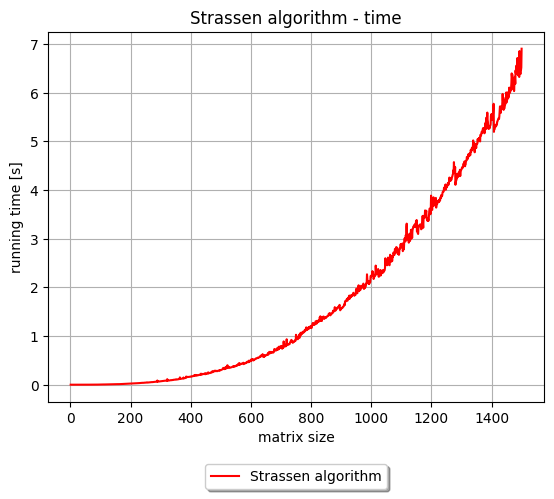 Strassen algorithm - time
7
6
5
4
3
2
1
0
running time [s]
0 200 400 600 800 1000 1200 1400
matrix size
Strassen algorithm